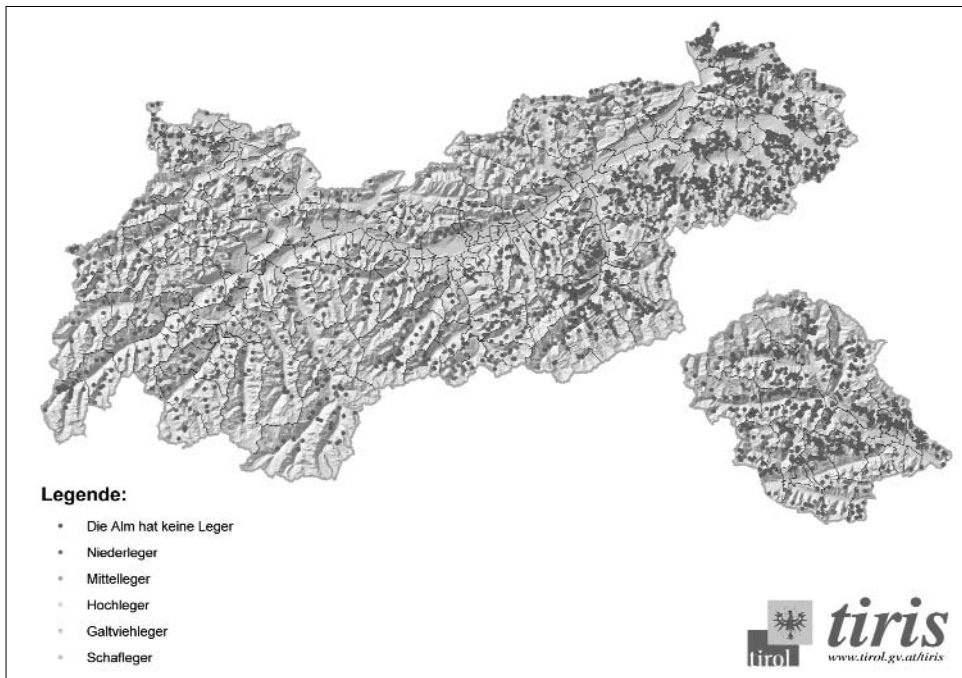 Legende:
Die Alm hat keine Leger
Niederleger
Mittelleger
Hochleger
Galtviehleger
Schafleger
tirol
tiris
www.tirol.gv.at/tiris